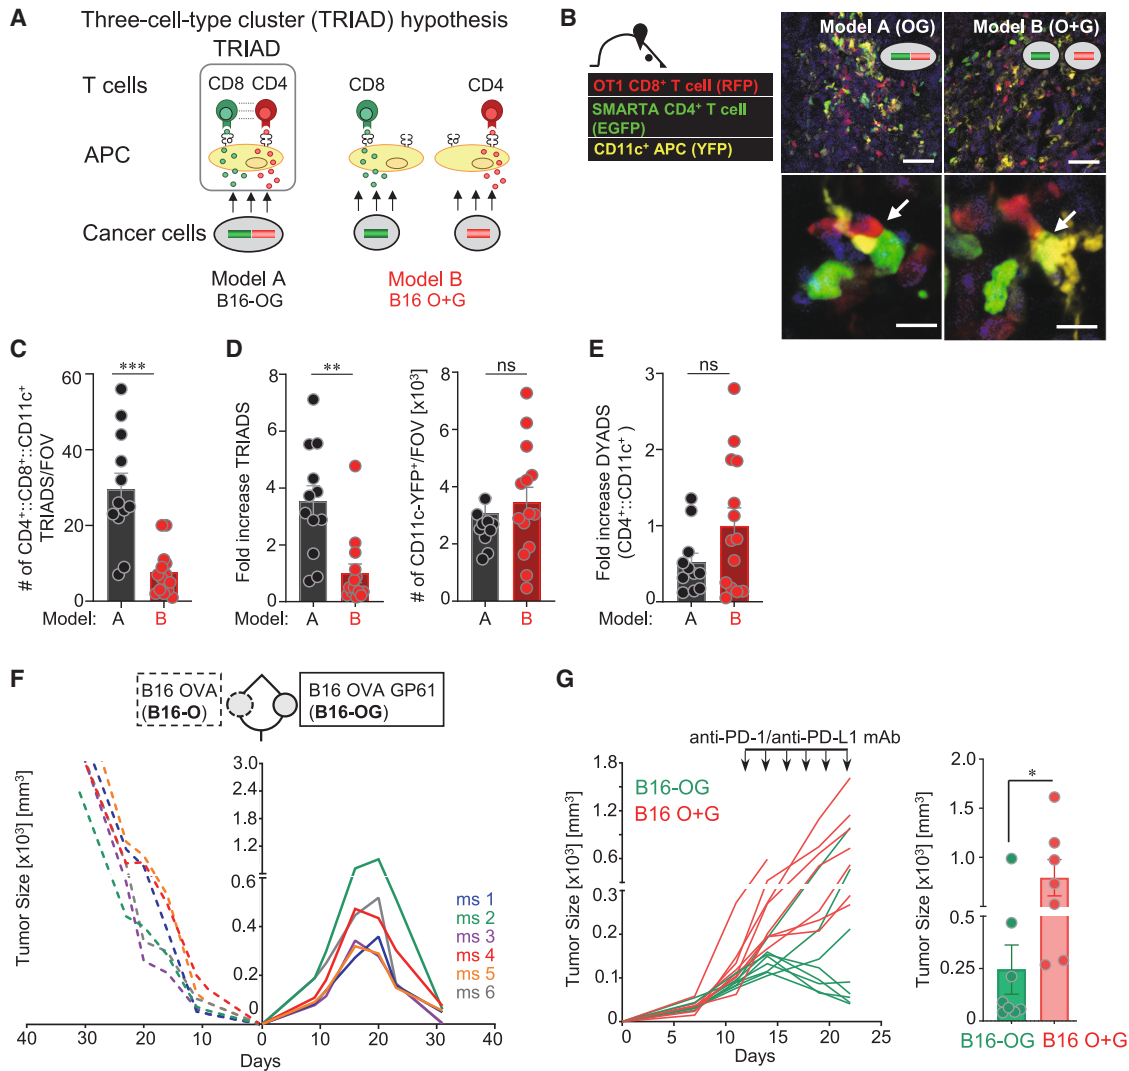 A
Three-cell-type cluster (TRIAD) hypothesis
TRIAD
T cells
CD8
CD4
CD8
CD4
APC
Cancer cells
Model A
B16-OG
Model B
B16 O+G
B
OT1 CD8⁺ T cell (RFP)
SMARTA CD4⁺ T cell
(EGFP)
CD11c⁺ APC (YFP)
Model A (OG)
Model B (O+G)
C
***
# of CD4⁺::CD8⁺::CD11c⁺
TRIADS/FOV
60
40
20
0
Model:
A
B
D
**
Fold increase TRIADS
8
6
4
2
0
Model:
A
B
ns
# of CD11c-YFP⁺/FOV [x10³]
8
6
4
2
0
A
B
E
ns
Fold increase DYADS
(CD4⁺::CD11c⁺ )
3
2
1
0
Model:
A
B
F
B16 OVA
(B16-O)
B16 OVA GP61
(B16-OG)
Tumor Size [x10³] [mm³]
3.0
2.4
1.8
1.2
0.6
0.4
0.2
0
ms 1
ms 2
ms 3
ms 4
ms 5
ms 6
40
30
20
10
0
10
20
30
40
Days
G
anti-PD-1/anti-PD-L1 mAb
B16-OG
B16 O+G
Tumor Size [x10³] [mm³]
1.8
1.2
0.6
0.3
0.2
0.1
0
0
5
10
15
20
25
Days
*
Tumor Size [x10³] [mm³]
2.0
1.5
1.0
0.5
0.25
0
B16-OG
B16 O+G